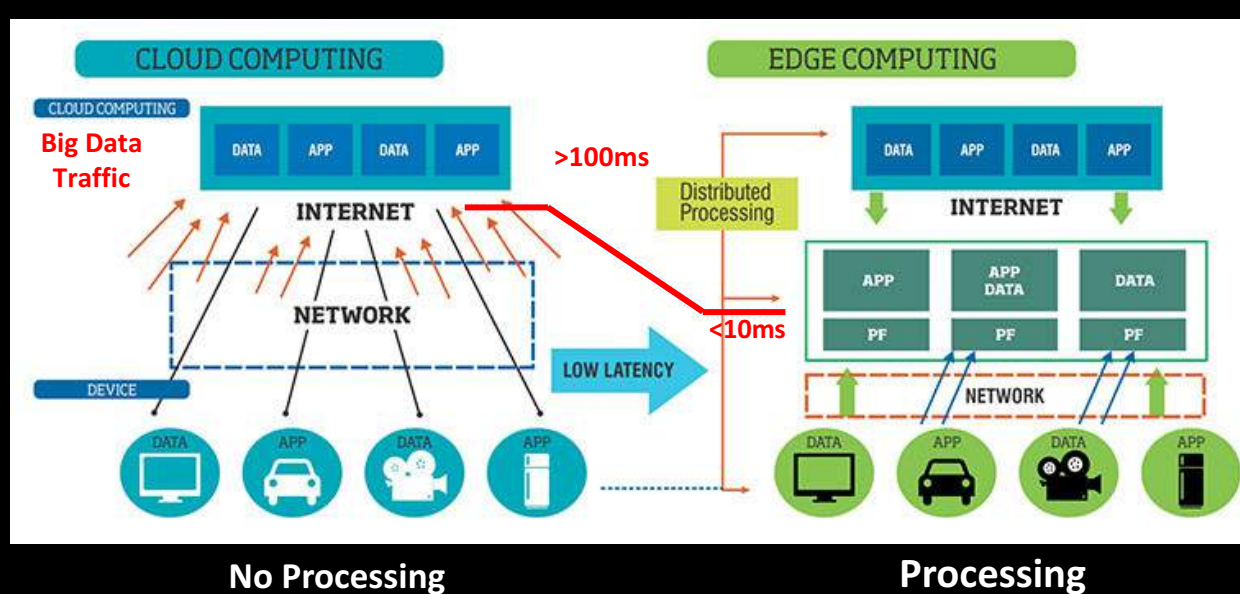 CLOUD COMPUTING
CLOUD COMPUTING
Big Data
Traffic
DATA APP DATA APP
>100ms
INTERNET
NETWORK
DEVICE
DATA APP DATA APP
No Processing
LOW LATENCY
Distributed
Processing
<10ms
EDGE COMPUTING
DATA APP DATA APP
INTERNET
APP APP DATA DATA
PF PF PF
NETWORK
DATA APP DATA APP
Processing